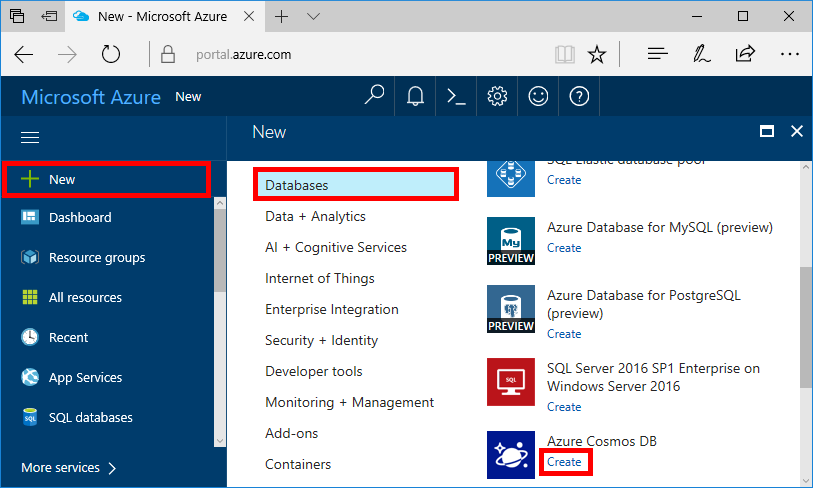 New - Microsoft Azure
portal.azure.com
Microsoft Azure New
New
New
Dashboard
Resource groups
All resources
Recent
App Services
SQL
SQL databases
More services
Databases
Data + Analytics
AI + Cognitive Services
Internet of Things
Enterprise Integration
Security + Identity
Developer tools
Monitoring + Management
Add-ons
Containers
SQL Elastic database pool
Create
My
PREVIEW
Azure Database for MySQL (preview)
Create
PREVIEW
Azure Database for PostgreSQL
(preview)
Create
SQL
SQL Server 2016 SP1 Enterprise on
Windows Server 2016
Create
Azure Cosmos DB
Create